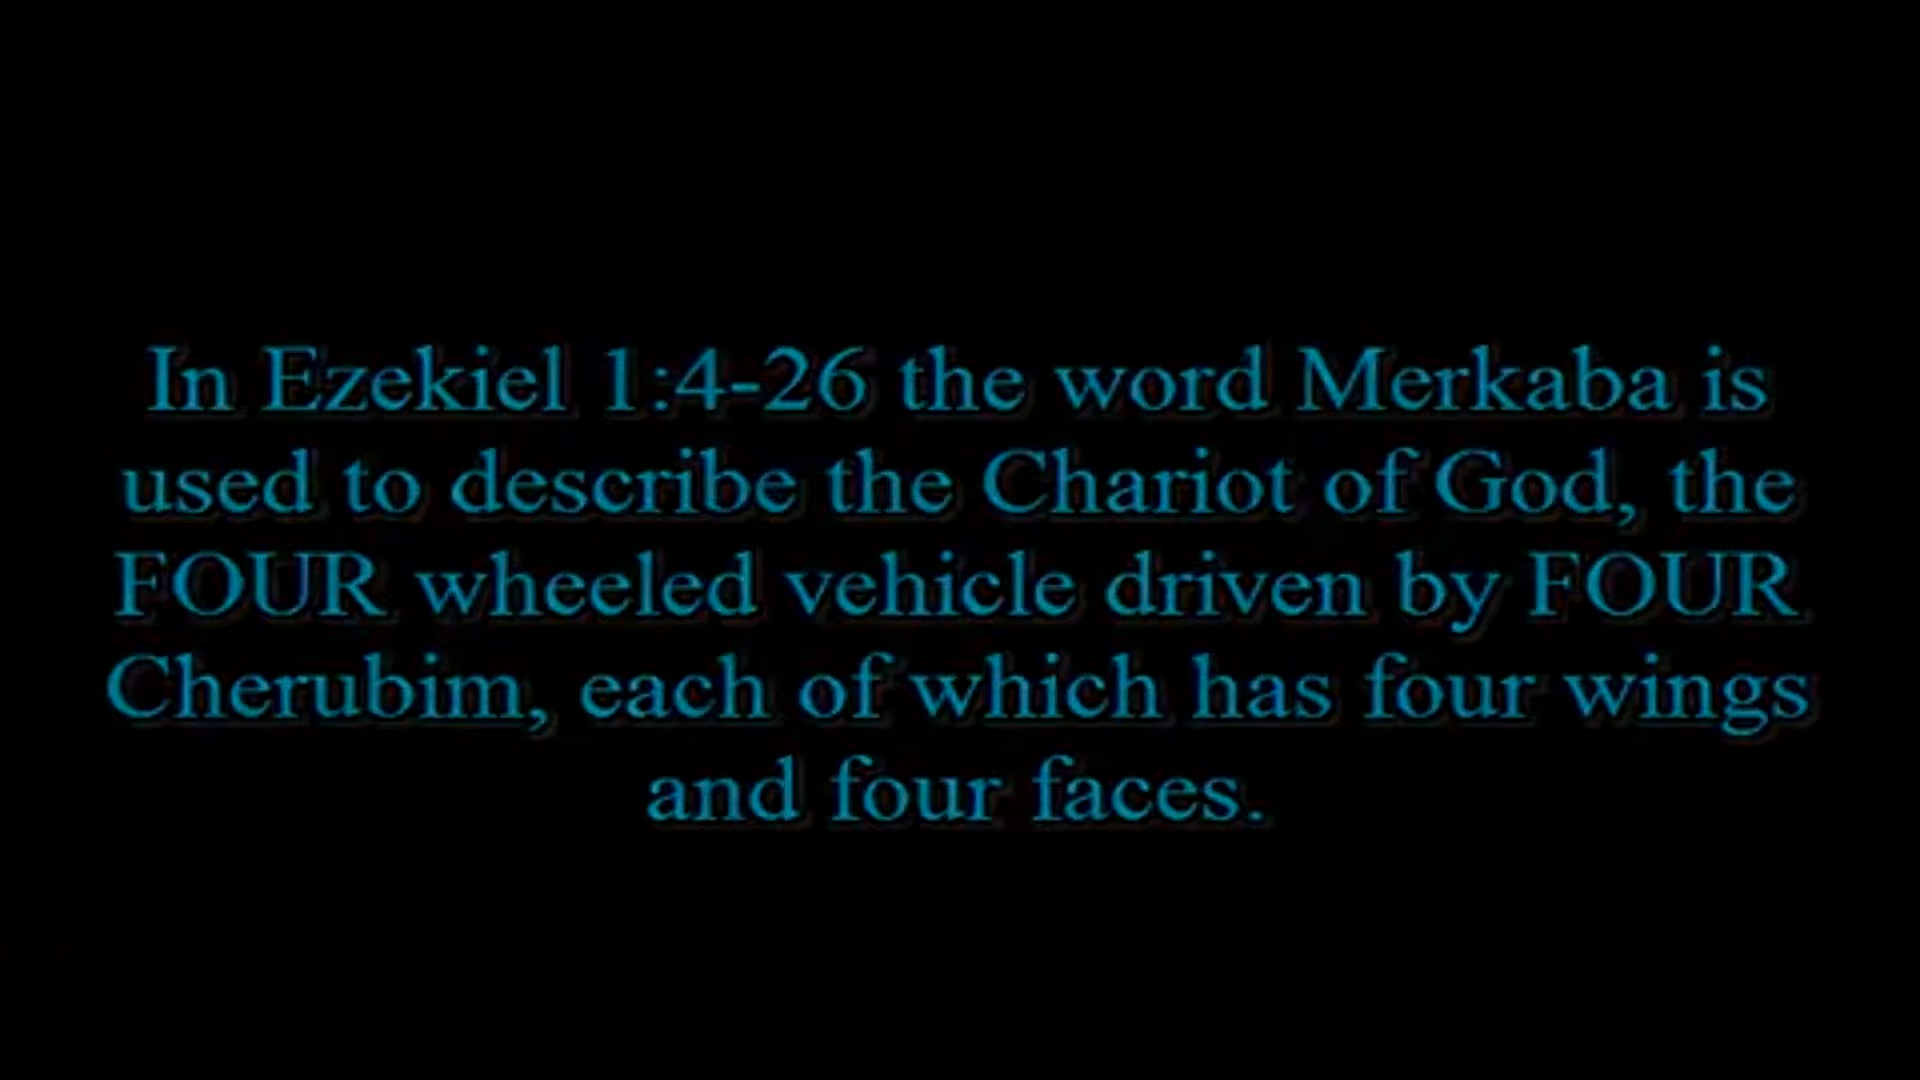 In Ezekiel 1:4-26 the word Merkaba is
used to describe the Chariot of God, the
FOUR wheeled vehicle driven by FOUR
Cherubim, each of which has four wings
and four faces.